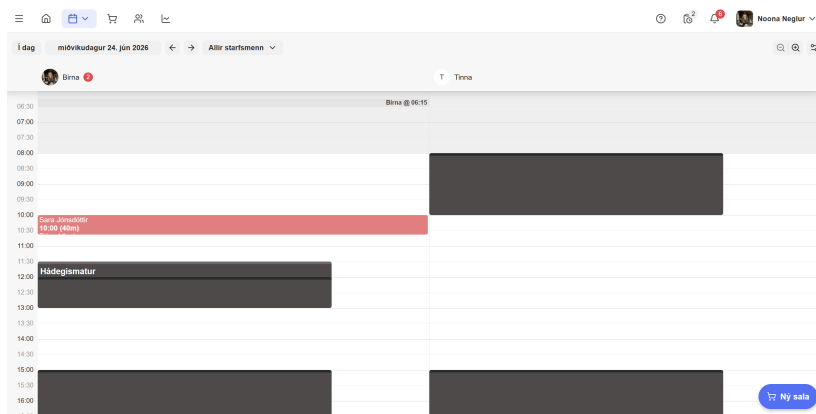 2
6
Noona Neglur
Í dag
miðvikudagur 24. jún 2026
Allir starfsmenn
Birna 2
T Tinna
Birna @ 06:15
06:30
07:00
07:30
08:00
08:30
09:00
09:30
10:00
Sara Jónsdóttir
10:00 (40m)
10:30
11:00
11:30
Hádegismatur
12:00
12:30
13:00
13:30
14:00
14:30
15:00
15:30
16:00
Ný sala